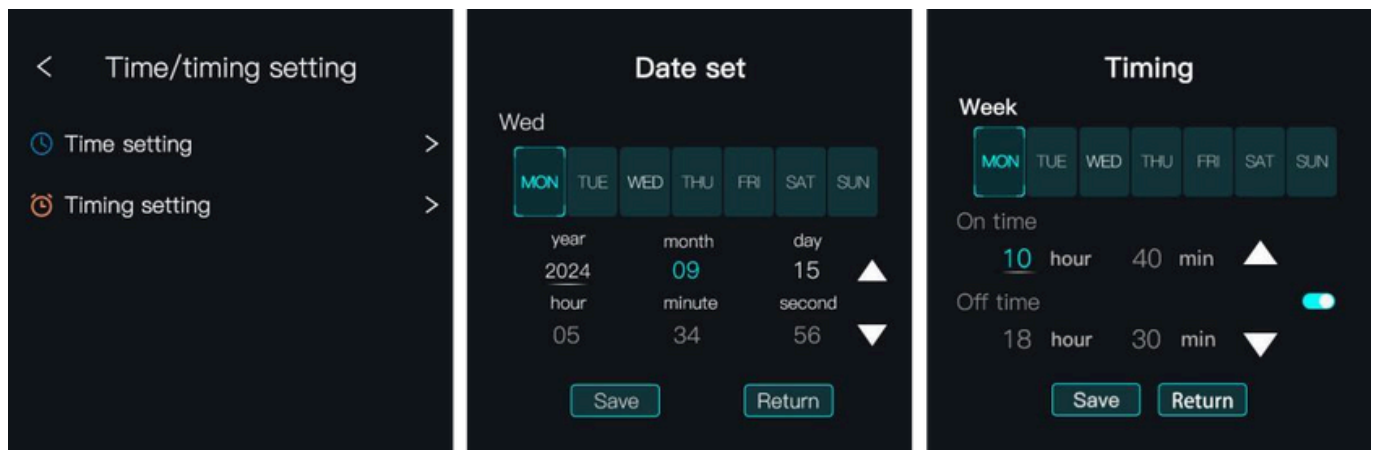 Time/timing setting
Time setting
Timing setting
Date set
Wed
MON TUE WED THU FRI SAT SUN
year month day
2024 09 15
hour minute second
05 34 56
Save Return
Timing
Week
MON TUE WED THU FRI SAT SUN
On time
10 hour 40 min
Off time
18 hour 30 min
Save Return